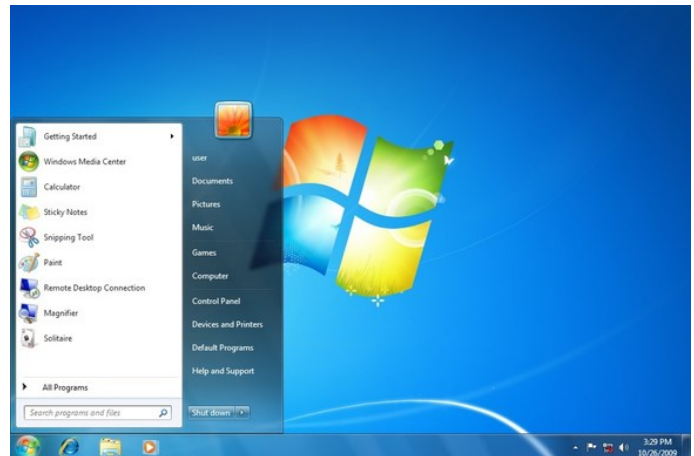 Getting Started
Windows Media Center
Calculator
Sticky Notes
Snipping Tool
Paint
Remote Desktop Connection
Magnifier
Solitaire
All Programs
Search programs and files
user
Documents
Pictures
Music
Games
Computer
Control Panel
Devices and Printers
Default Programs
Help and Support
Shut down
3:29 PM
10/26/2009